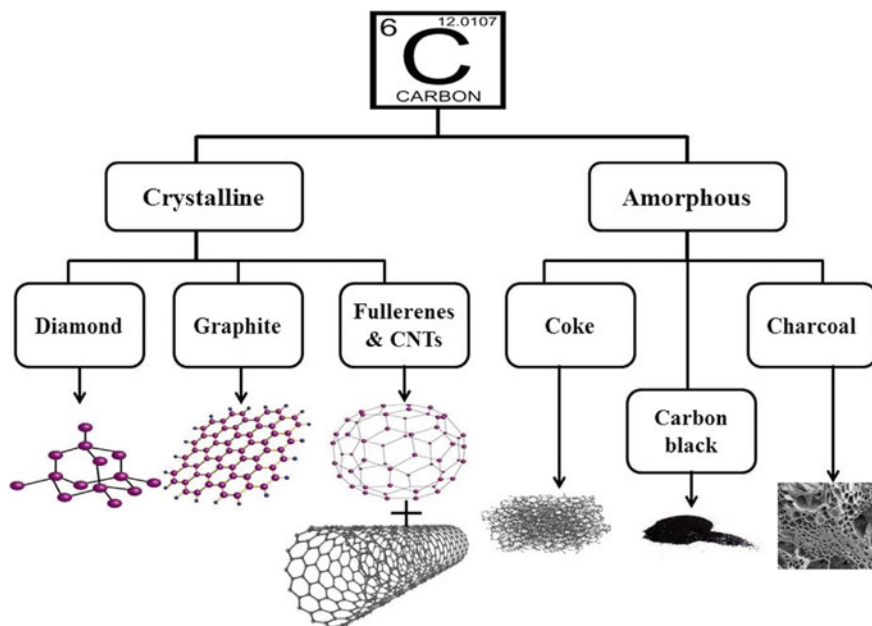 6
12.0107
C
CARBON
Crystalline
Amorphous
Diamond
Graphite
Fullerenes
& CNTs
Coke
Charcoal
Carbon
black
+